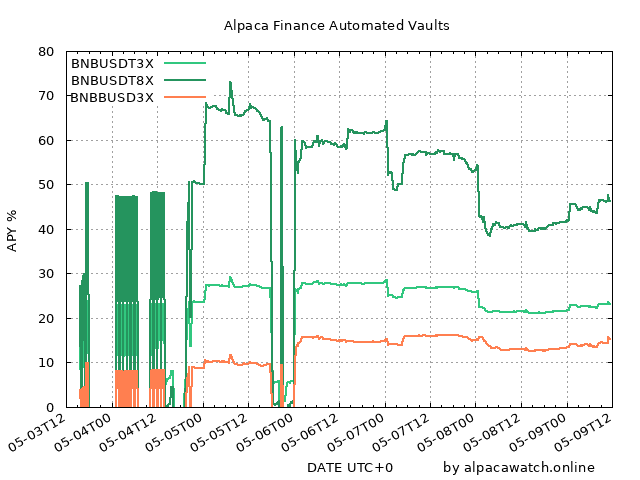 Alpaca Finance Automated Vaults
80
70
60
50
40
30
20
10
0
APY %
BNBUSDT3X
BNBUSDT8X
BNBBUSD3X
05-03T12
05-04T00
05-04T12
05-05T00
05-05T12
05-06T00
05-06T12
05-07T00
05-07T12
05-08T00
05-08T12
05-09T00
05-09T12
DATE UTC+0
by alpacawatch.online